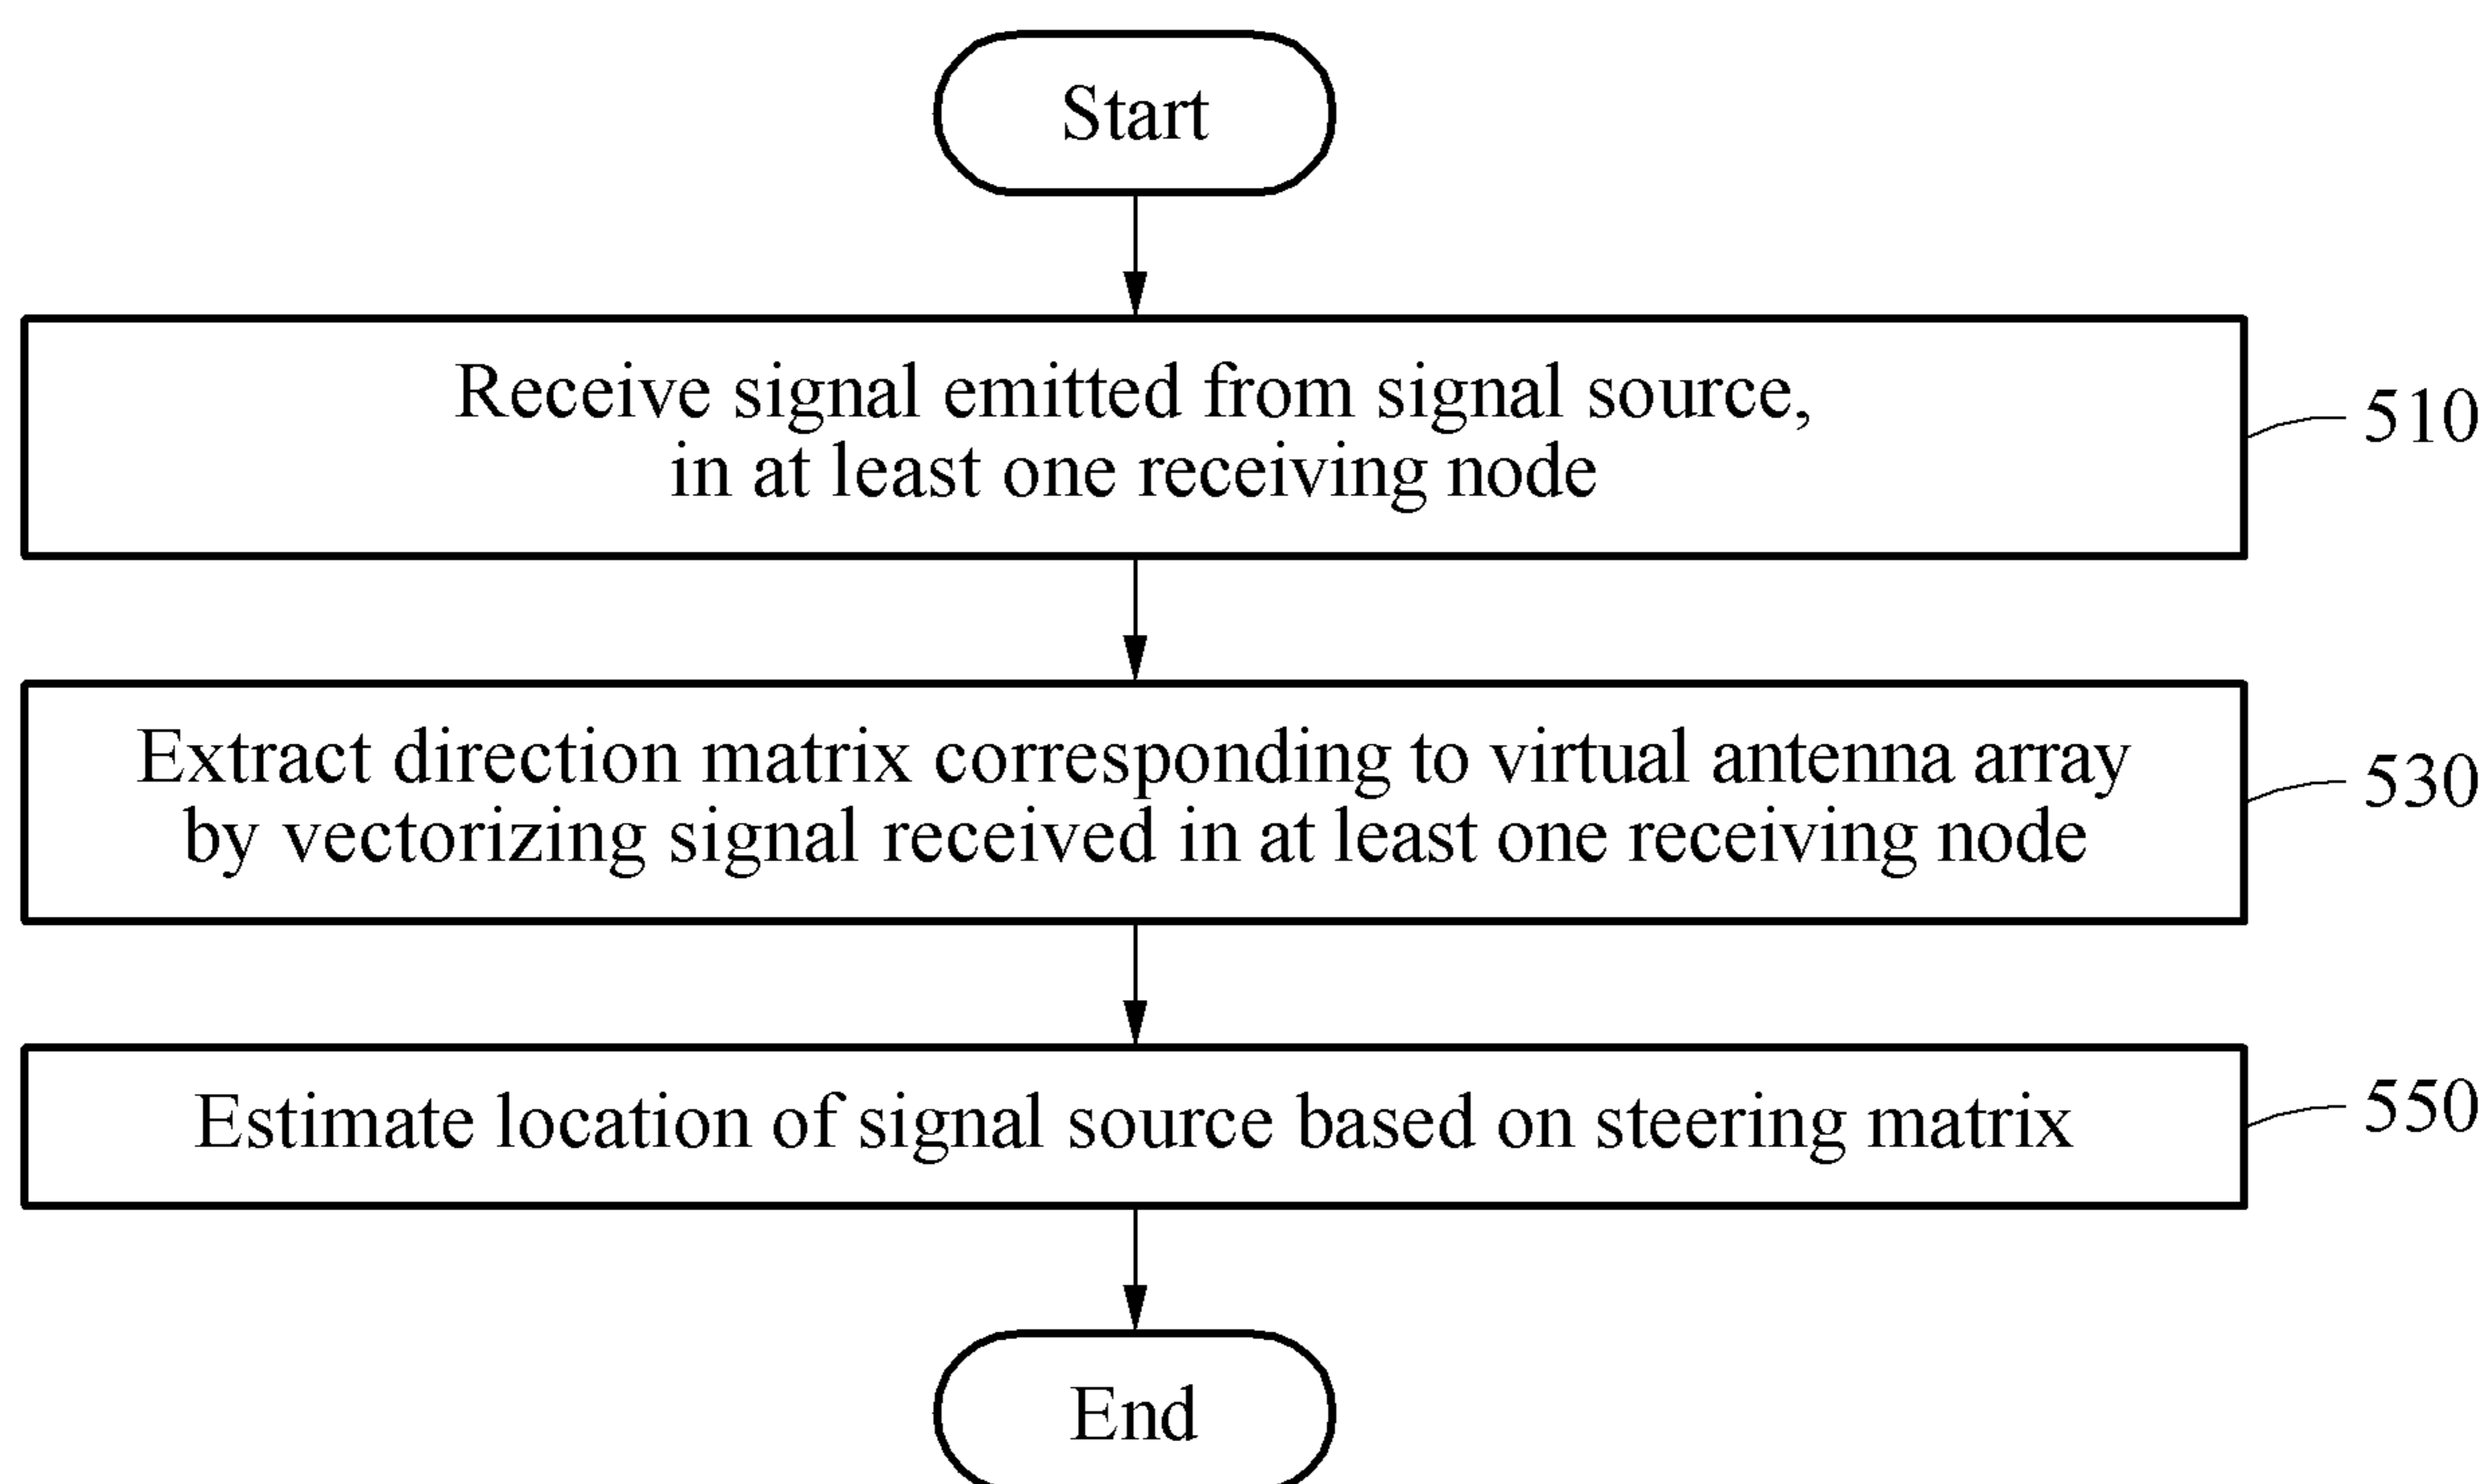 Start
Receive signal emitted from signal source,
in at least one receiving node
510
Extract direction matrix corresponding to virtual antenna array
by vectorizing signal received in at least one receiving node
530
Estimate location of signal source based on steering matrix
550
End